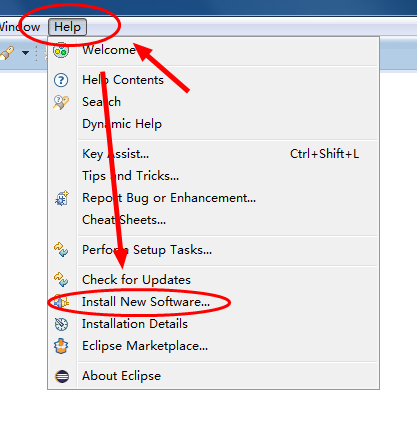 Window Help
Welcome
Help Contents
Search
Dynamic Help
Key Assist... Ctrl+Shift+L
Tips and Tricks...
Report Bug or Enhancement...
Cheat Sheets...
Perform Setup Tasks...
Check for Updates
Install New Software...
Installation Details
Eclipse Marketplace...
About Eclipse